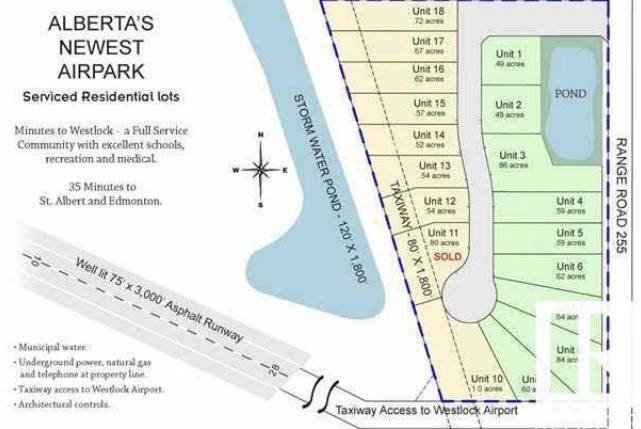 ALBERTA'S
NEWEST
AIRPARK
Serviced Residential lots
Minutes to Westlock - a Full Service
Community with excellent schools,
recreation and medical.
35 Minutes to
St. Albert and Edmonton.
N
W E
S
STORM WATER POND - 120' X 1,800'
TAXIWAY - 80' X 1,800'
Well lit 75' x 3,000' Asphalt Runway
10
28
• Municipal water.
• Underground power, natural gas
and telephone at property line.
• Taxiway access to Westlock Airport.
• Architectural controls.
Taxiway Access to Westlock Airport
Unit 18
.72 acres
Unit 17
.67 acres
Unit 16
.62 acres
Unit 15
.57 acres
Unit 14
.52 acres
Unit 13
.54 acres
Unit 12
.54 acres
Unit 11
.80 acres
SOLD
Unit 10
1.0 acres
Unit 1
.49 acres
Unit 2
.49 acres
Unit 3
.86 acres
Unit 4
.59 acres
Unit 5
.59 acres
Unit 6
.62 acres
.64 acr
Unit
.84 acr
Uni
.60 a
POND
RANGE ROAD 255